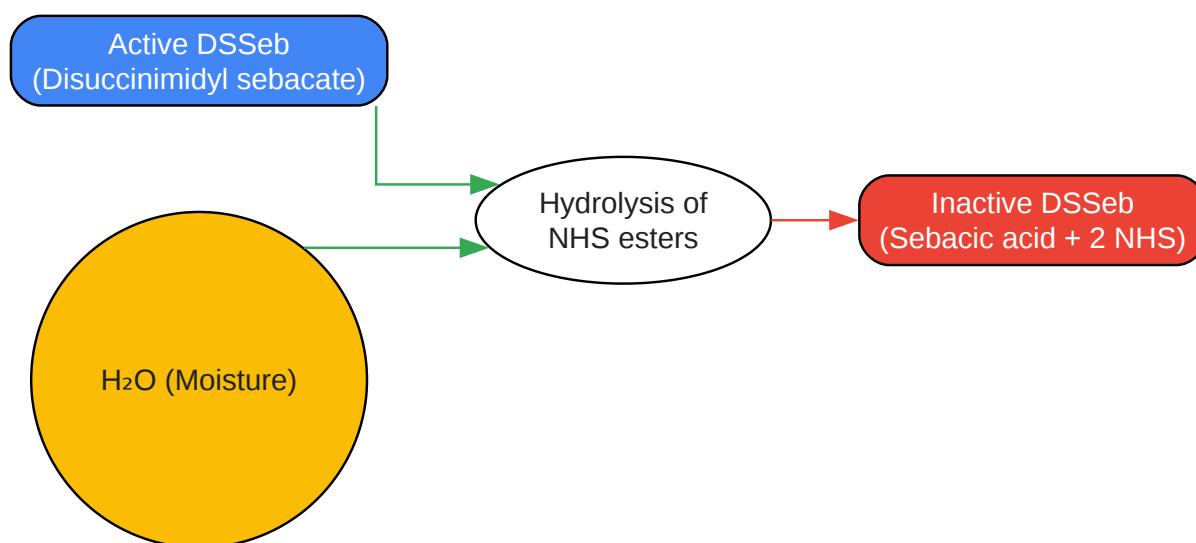 Active DSSeb
(Disuccinimidyl sebacate)
Hydrolysis of
NHS esters
Inactive DSSeb
(Sebacic acid + 2 NHS)
H₂O (Moisture)